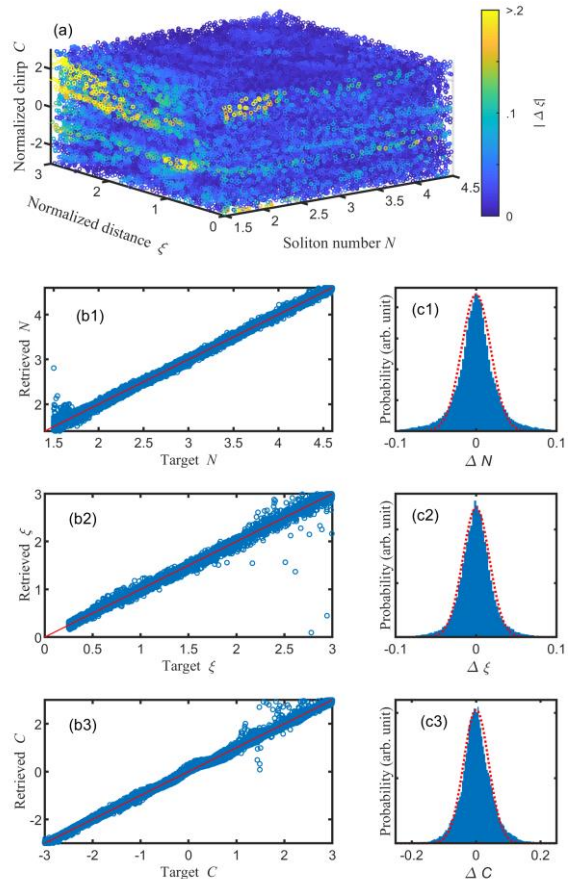 (a)
Normalized chirp C
2
0
-2
3
2
1
0
Normalized distance ξ
1.5
2
2.5
3
3.5
4
4.5
Soliton number N
>.2
.1
0
| Δ ξ|
(b1)
Retrieved N
4
3
2
1.5 2 2.5 3 3.5 4 4.5
Target N
(c1)
Probability (arb. unit)
-0.1 0 0.1
Δ N
(b2)
Retrieved ξ
3
2
1
0
0 0.5 1 1.5 2 2.5 3
Target ξ
(c2)
Probability (arb. unit)
-0.1 0 0.1
Δ ξ
(b3)
Retrieved C
2
0
-2
-3 -2 -1 0 1 2 3
Target C
(c3)
Probability (arb. unit)
-0.2 0 0.2
Δ C